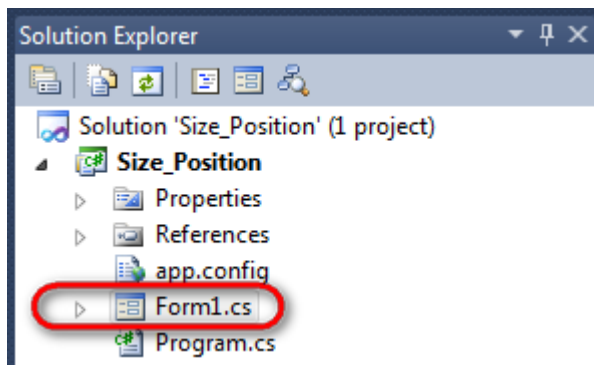 Solution Explorer
Solution 'Size_Position' (1 project)
C# Size_Position
Properties
References
app.config
Form1.cs
C# Program.cs